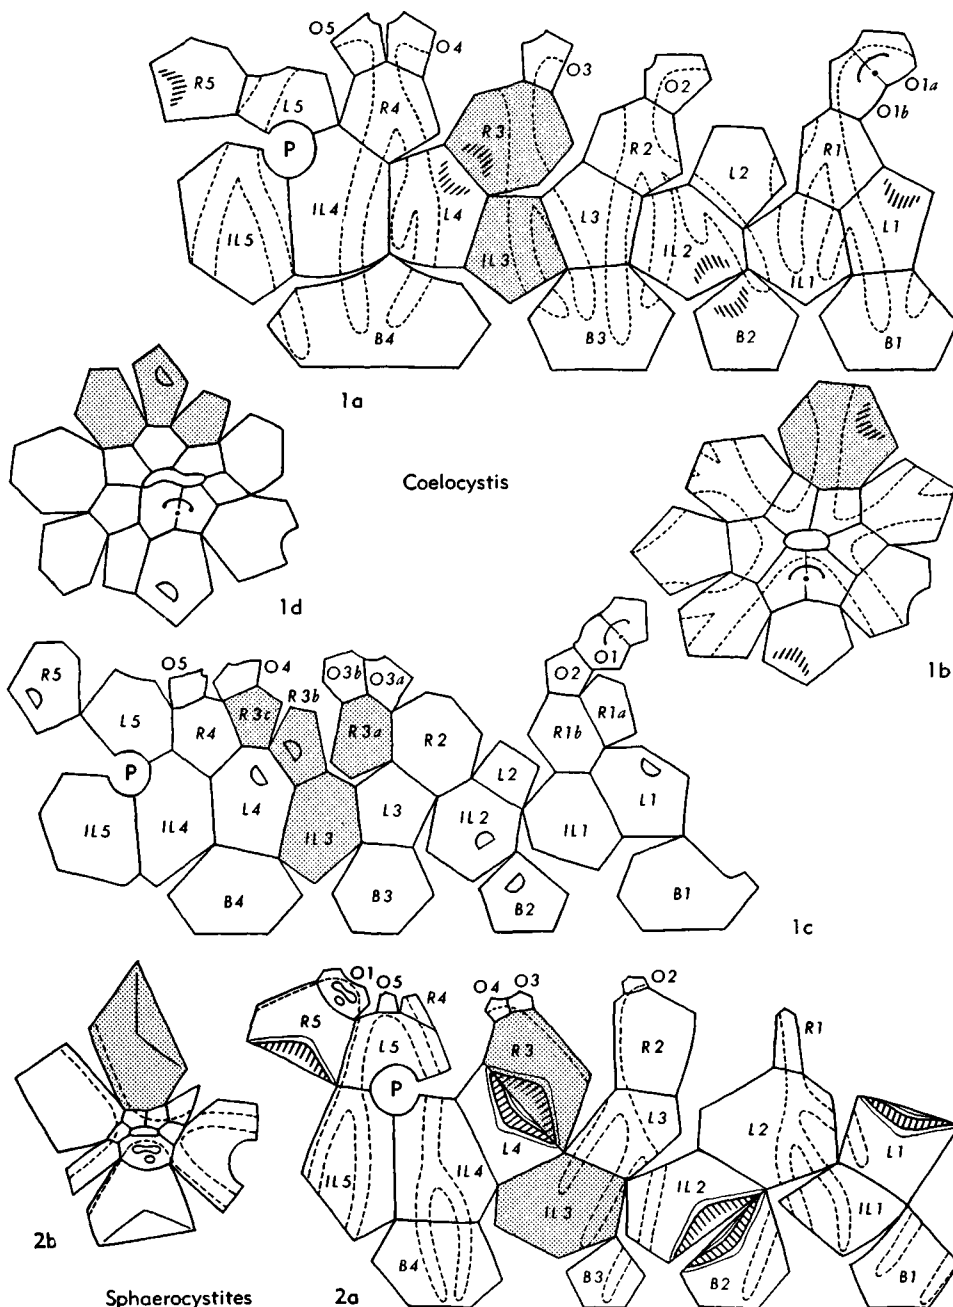 O5 O4 O3 O2 O1a O1b
R5 L5 R4 R3 R2 L2 R1
P
IL5 IL4 L4 IL3 L3 IL2 IL1 L1
B4 B3 B2 B1
1a
1d
Coelocystis
1b
R5 O5 O4 O3b O3a O2 O1
L5 R4 R3c R3b R3a R2 L2 R1b R1a
P
IL5 IL4 L4 IL3 L3 IL2 IL1 L1
B4 B3 B2 B1
1c
O1 O5 R4 O4 O3 O2
R5 L5 R3 R2 R1
P
IL5 IL4 L4 IL3 L3 IL2 L2 IL1 L1
B4 B3 B2 B1
2b
Sphaerocystites
2a